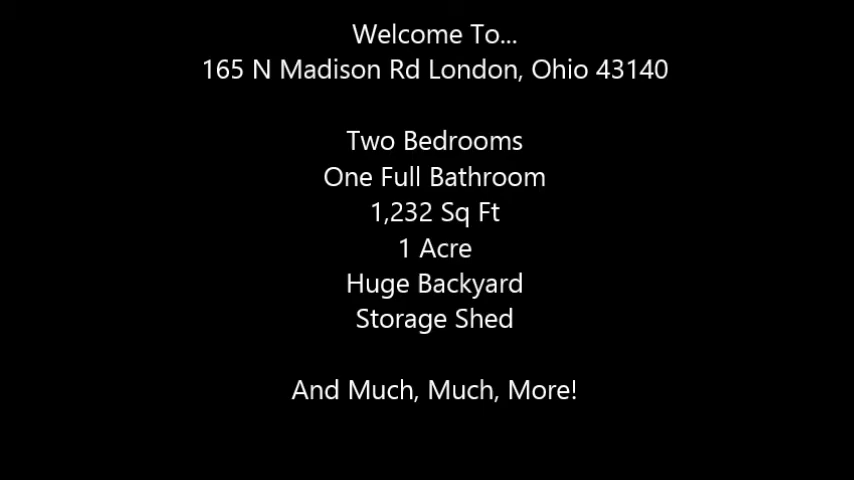 Welcome To...
165 N Madison Rd London, Ohio 43140
Two Bedrooms
One Full Bathroom
1,232 Sq Ft
1 Acre
Huge Backyard
Storage Shed
And Much, Much, More!